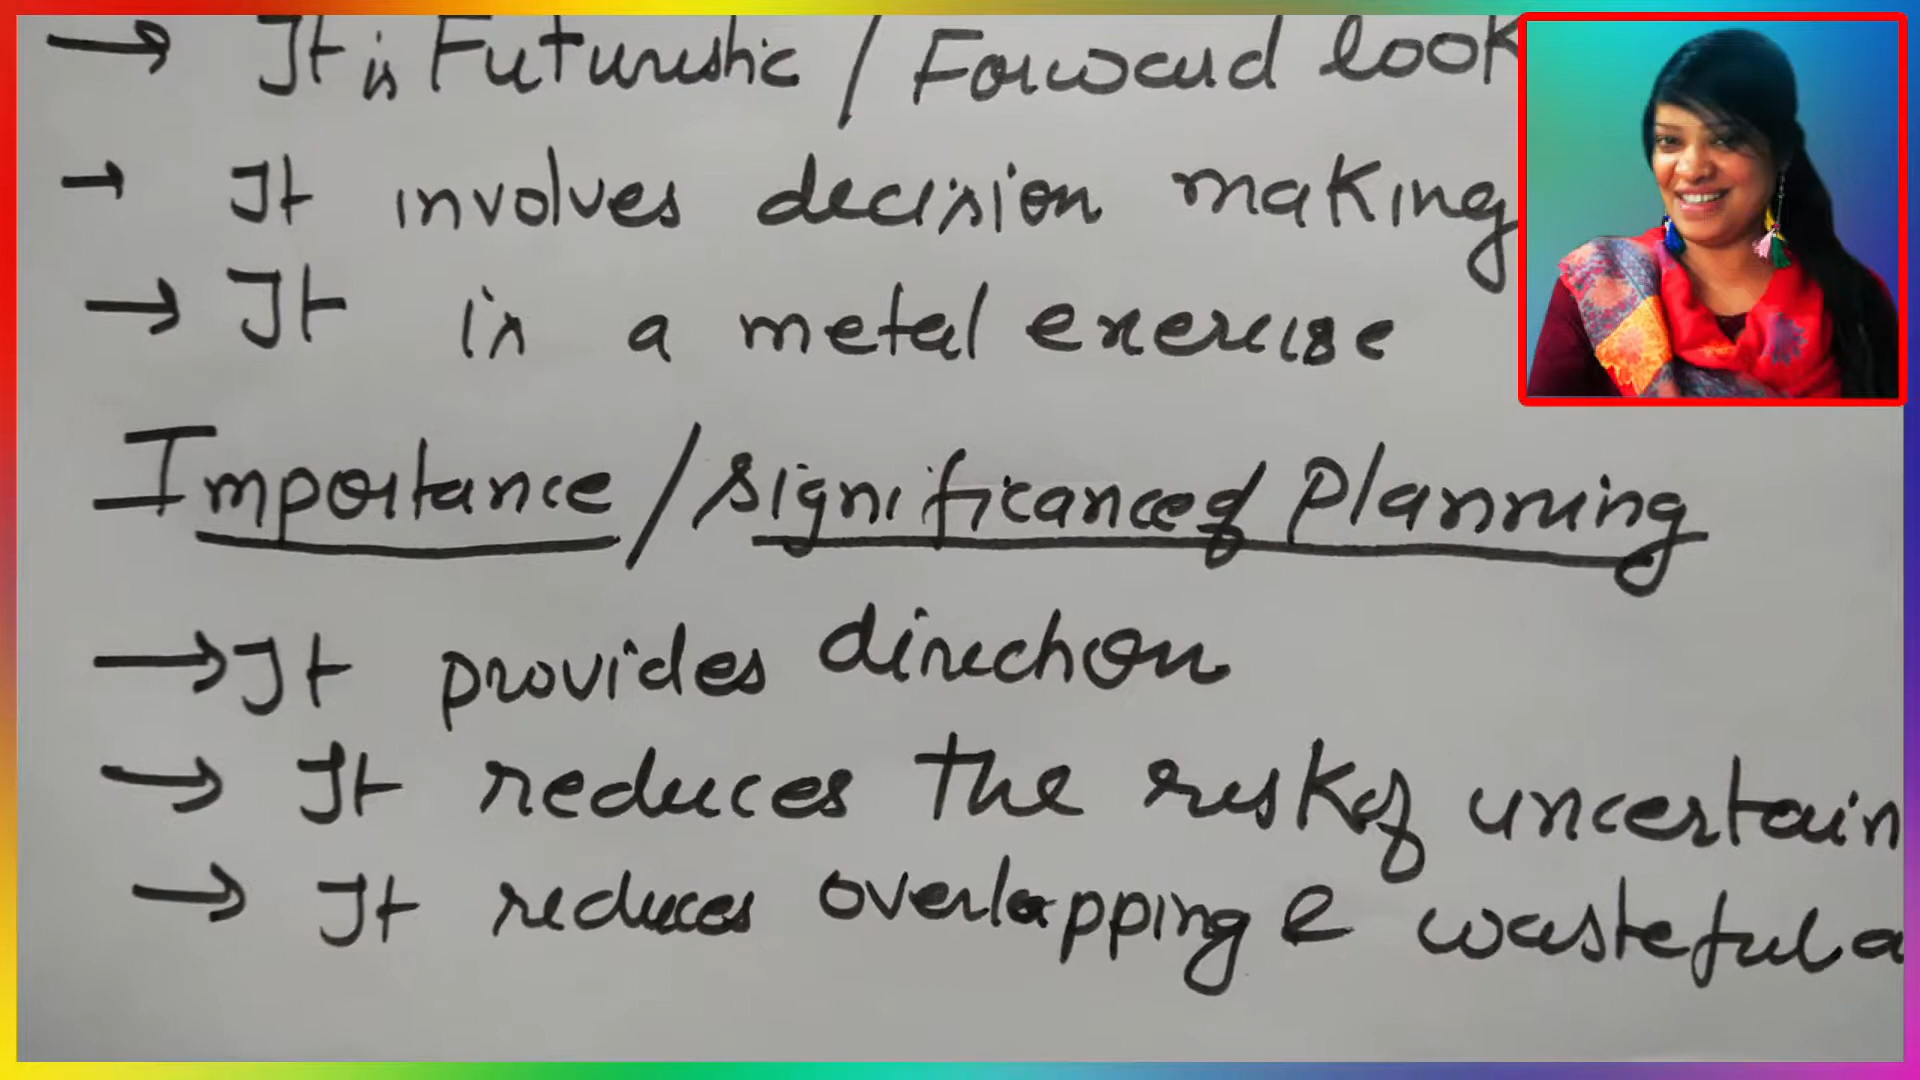 → It is Futuristic / Forward look
→ It involves decision making
→ It is a metal exercise
Importance/significance of Planning
→ It provides direction
→ It reduces the risk of uncertain
→ It reduces overlapping & wasteful a